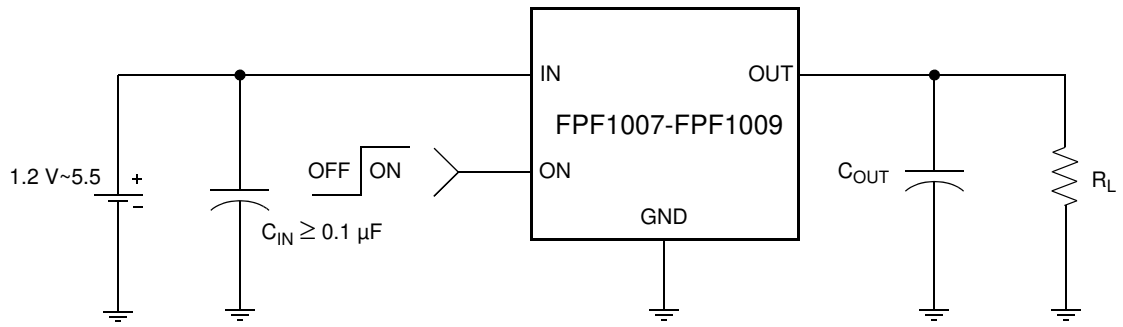 IN
OUT
FPF1007-FPF1009
1.2 V~5.5
+
-
OFF
ON
ON
C_OUT
R_L
C_IN ≥ 0.1 µF
GND